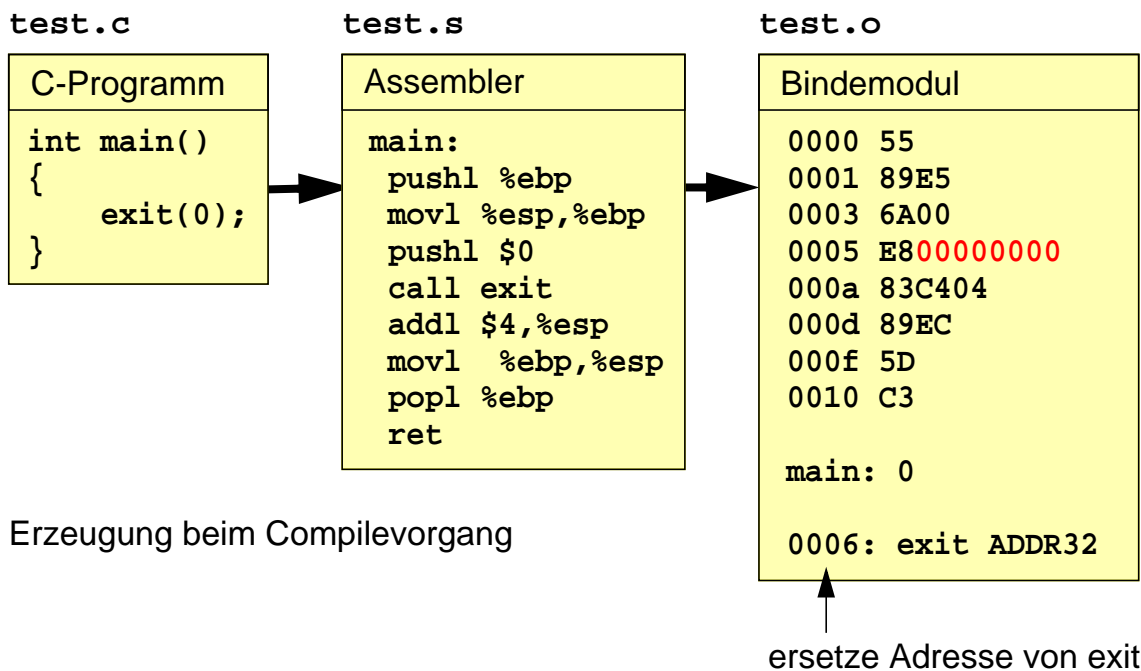 test.c
C-Programm
int main()
{
    exit(0);
}
test.s
Assembler
main:
 pushl %ebp
 movl %esp,%ebp
 pushl $0
 call exit
 addl $4,%esp
 movl  %ebp,%esp
 popl %ebp
 ret
test.o
Bindemodul
0000 55
0001 89E5
0003 6A00
0005 E800000000
000a 83C404
000d 89EC
000f 5D
0010 C3
main: 0
0006: exit ADDR32
ersetze Adresse von exit
Erzeugung beim Compilevorgang